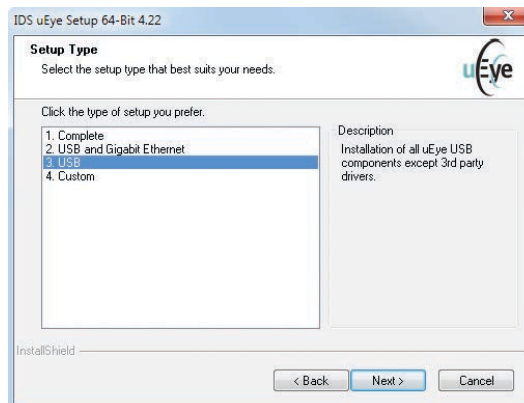 IDS uEye Setup 64-Bit 4.22
Setup Type
Select the setup type that best suits your needs.
uEye
Click the type of setup you prefer.
1. Complete
2. USB and Gigabit Ethernet
3. USB
4. Custom
Description
Installation of all uEye USB
components except 3rd party
drivers.
InstallShield
< Back
Next >
Cancel